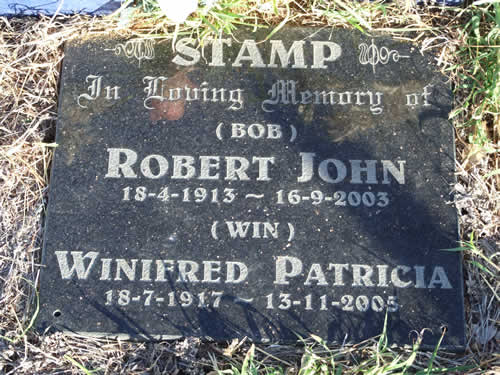 STAMP
In Loving Memory of
(BOB)
ROBERT JOHN
18-4-1913 ~ 16-9-2003
(WIN)
WINIFRED PATRICIA
18-7-1917 ~ 13-11-2005